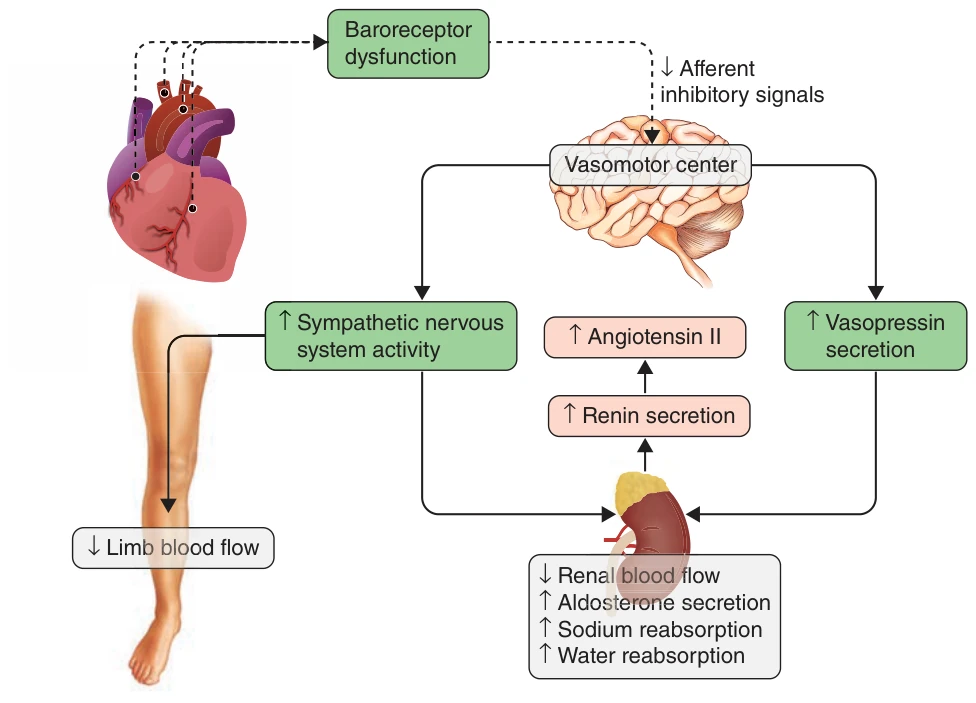 Baroreceptor
dysfunction
↓ Afferent
inhibitory signals
Vasomotor center
↑ Sympathetic nervous
system activity
↑ Angiotensin II
↑ Vasopressin
secretion
↑ Renin secretion
↓ Limb blood flow
↓ Renal blood flow
↑ Aldosterone secretion
↑ Sodium reabsorption
↑ Water reabsorption